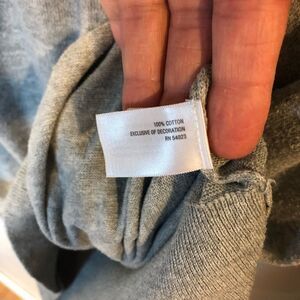 100% COTTON
EXCLUSIVE OF DECORATION
RN 54023